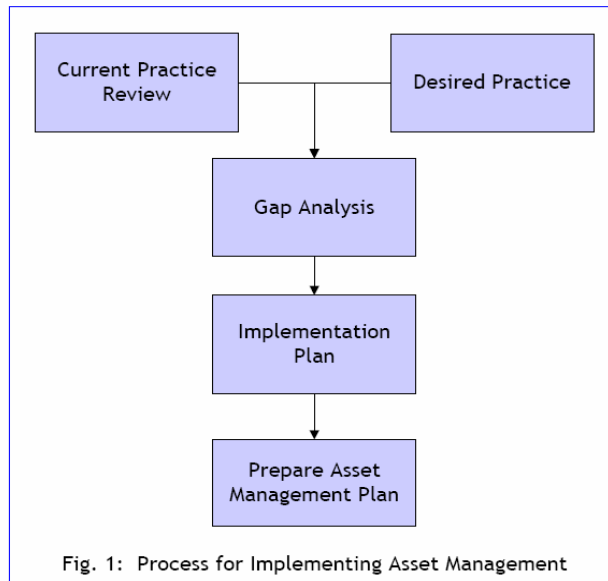 Current Practice
Review
Desired Practice
Gap Analysis
Implementation
Plan
Prepare Asset
Management Plan
Fig. 1: Process for Implementing Asset Management